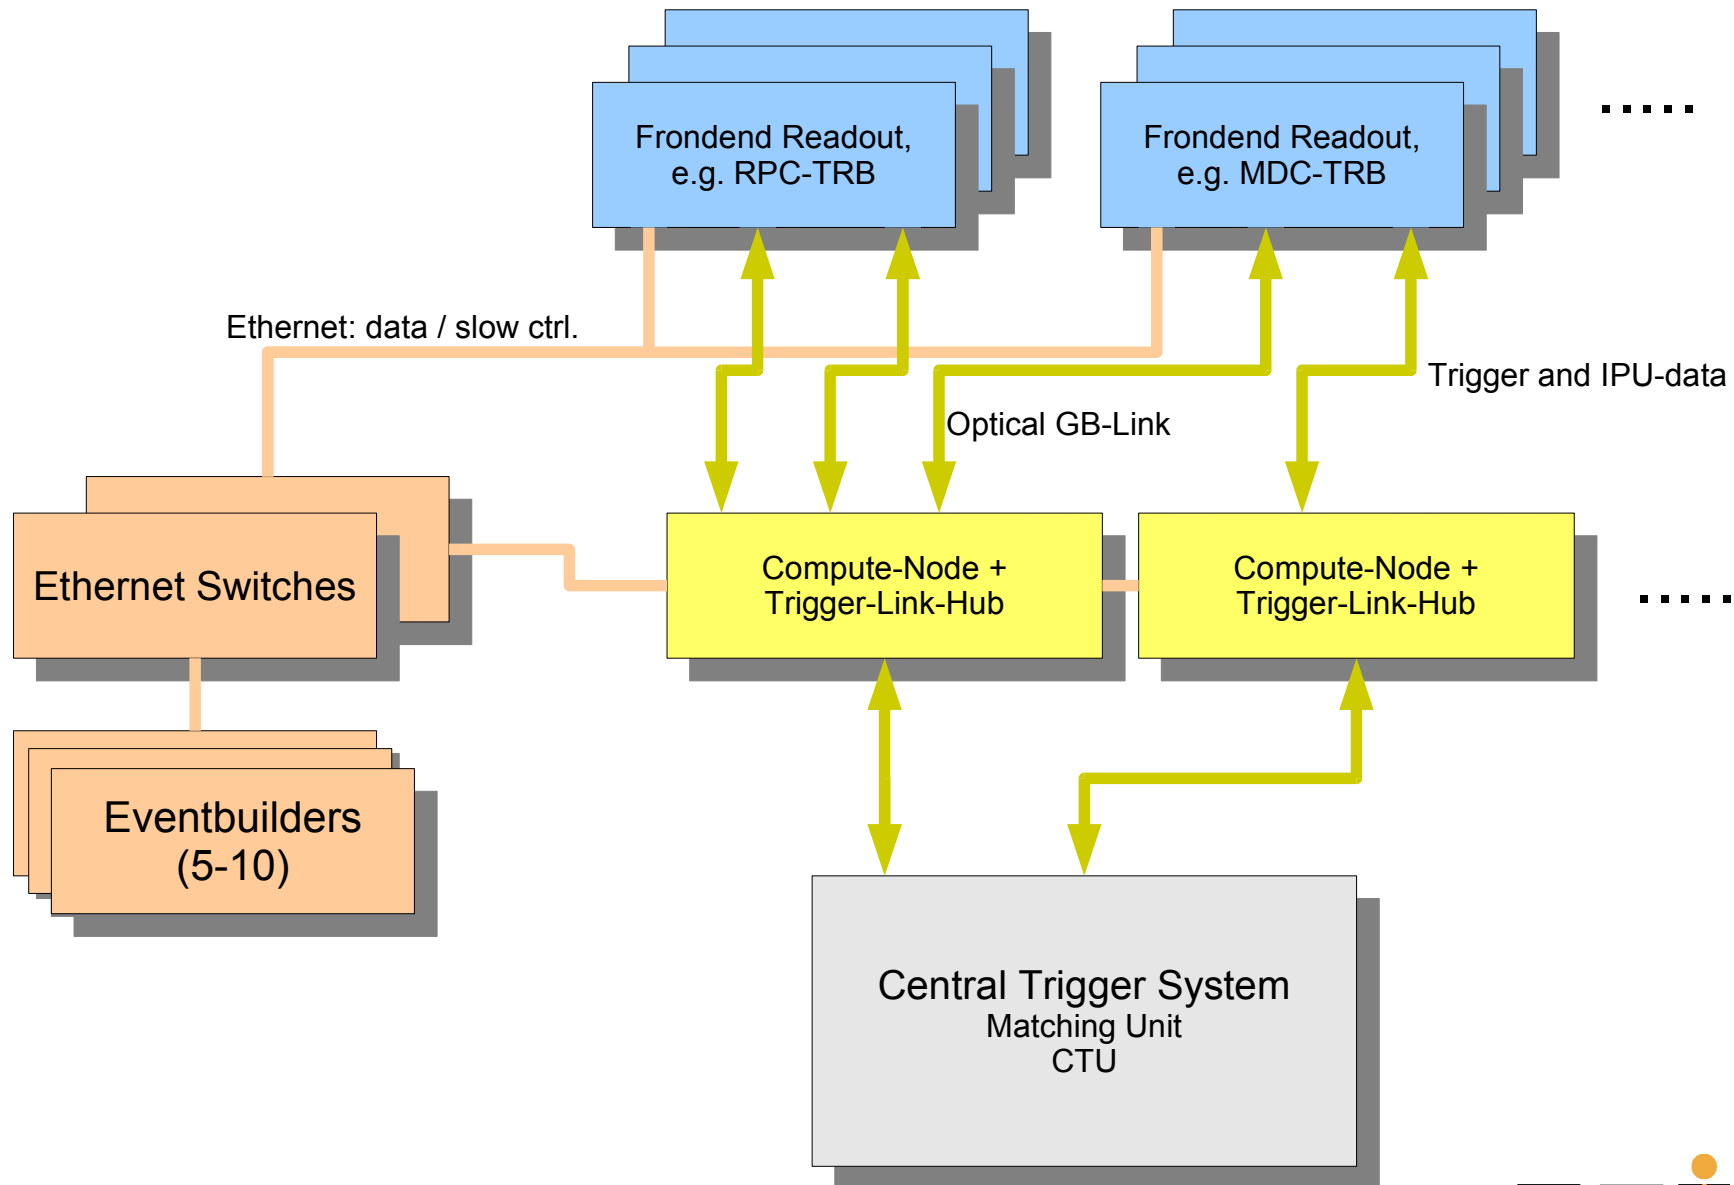 Frondend Readout,
e.g. RPC-TRB
Frondend Readout,
e.g. MDC-TRB
Ethernet: data / slow ctrl.
Trigger and IPU-data
Optical GB-Link
Ethernet Switches
Compute-Node +
Trigger-Link-Hub
Compute-Node +
Trigger-Link-Hub
Eventbuilders
(5-10)
Central Trigger System
Matching Unit
CTU